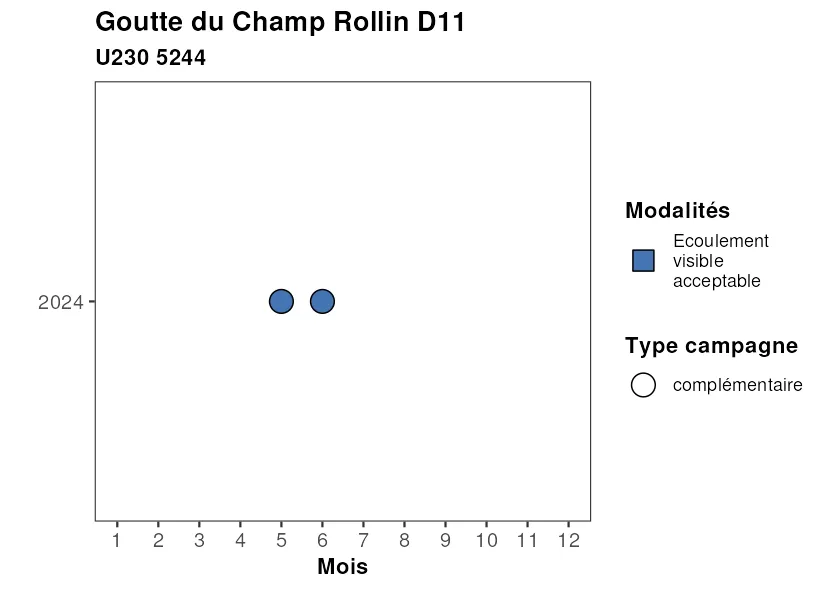 Goutte du Champ Rollin D11
U230 5244
2024
1 2 3 4 5 6 7 8 9 10 11 12
Mois
Modalités
Ecoulement
visible
acceptable
Type campagne
complémentaire